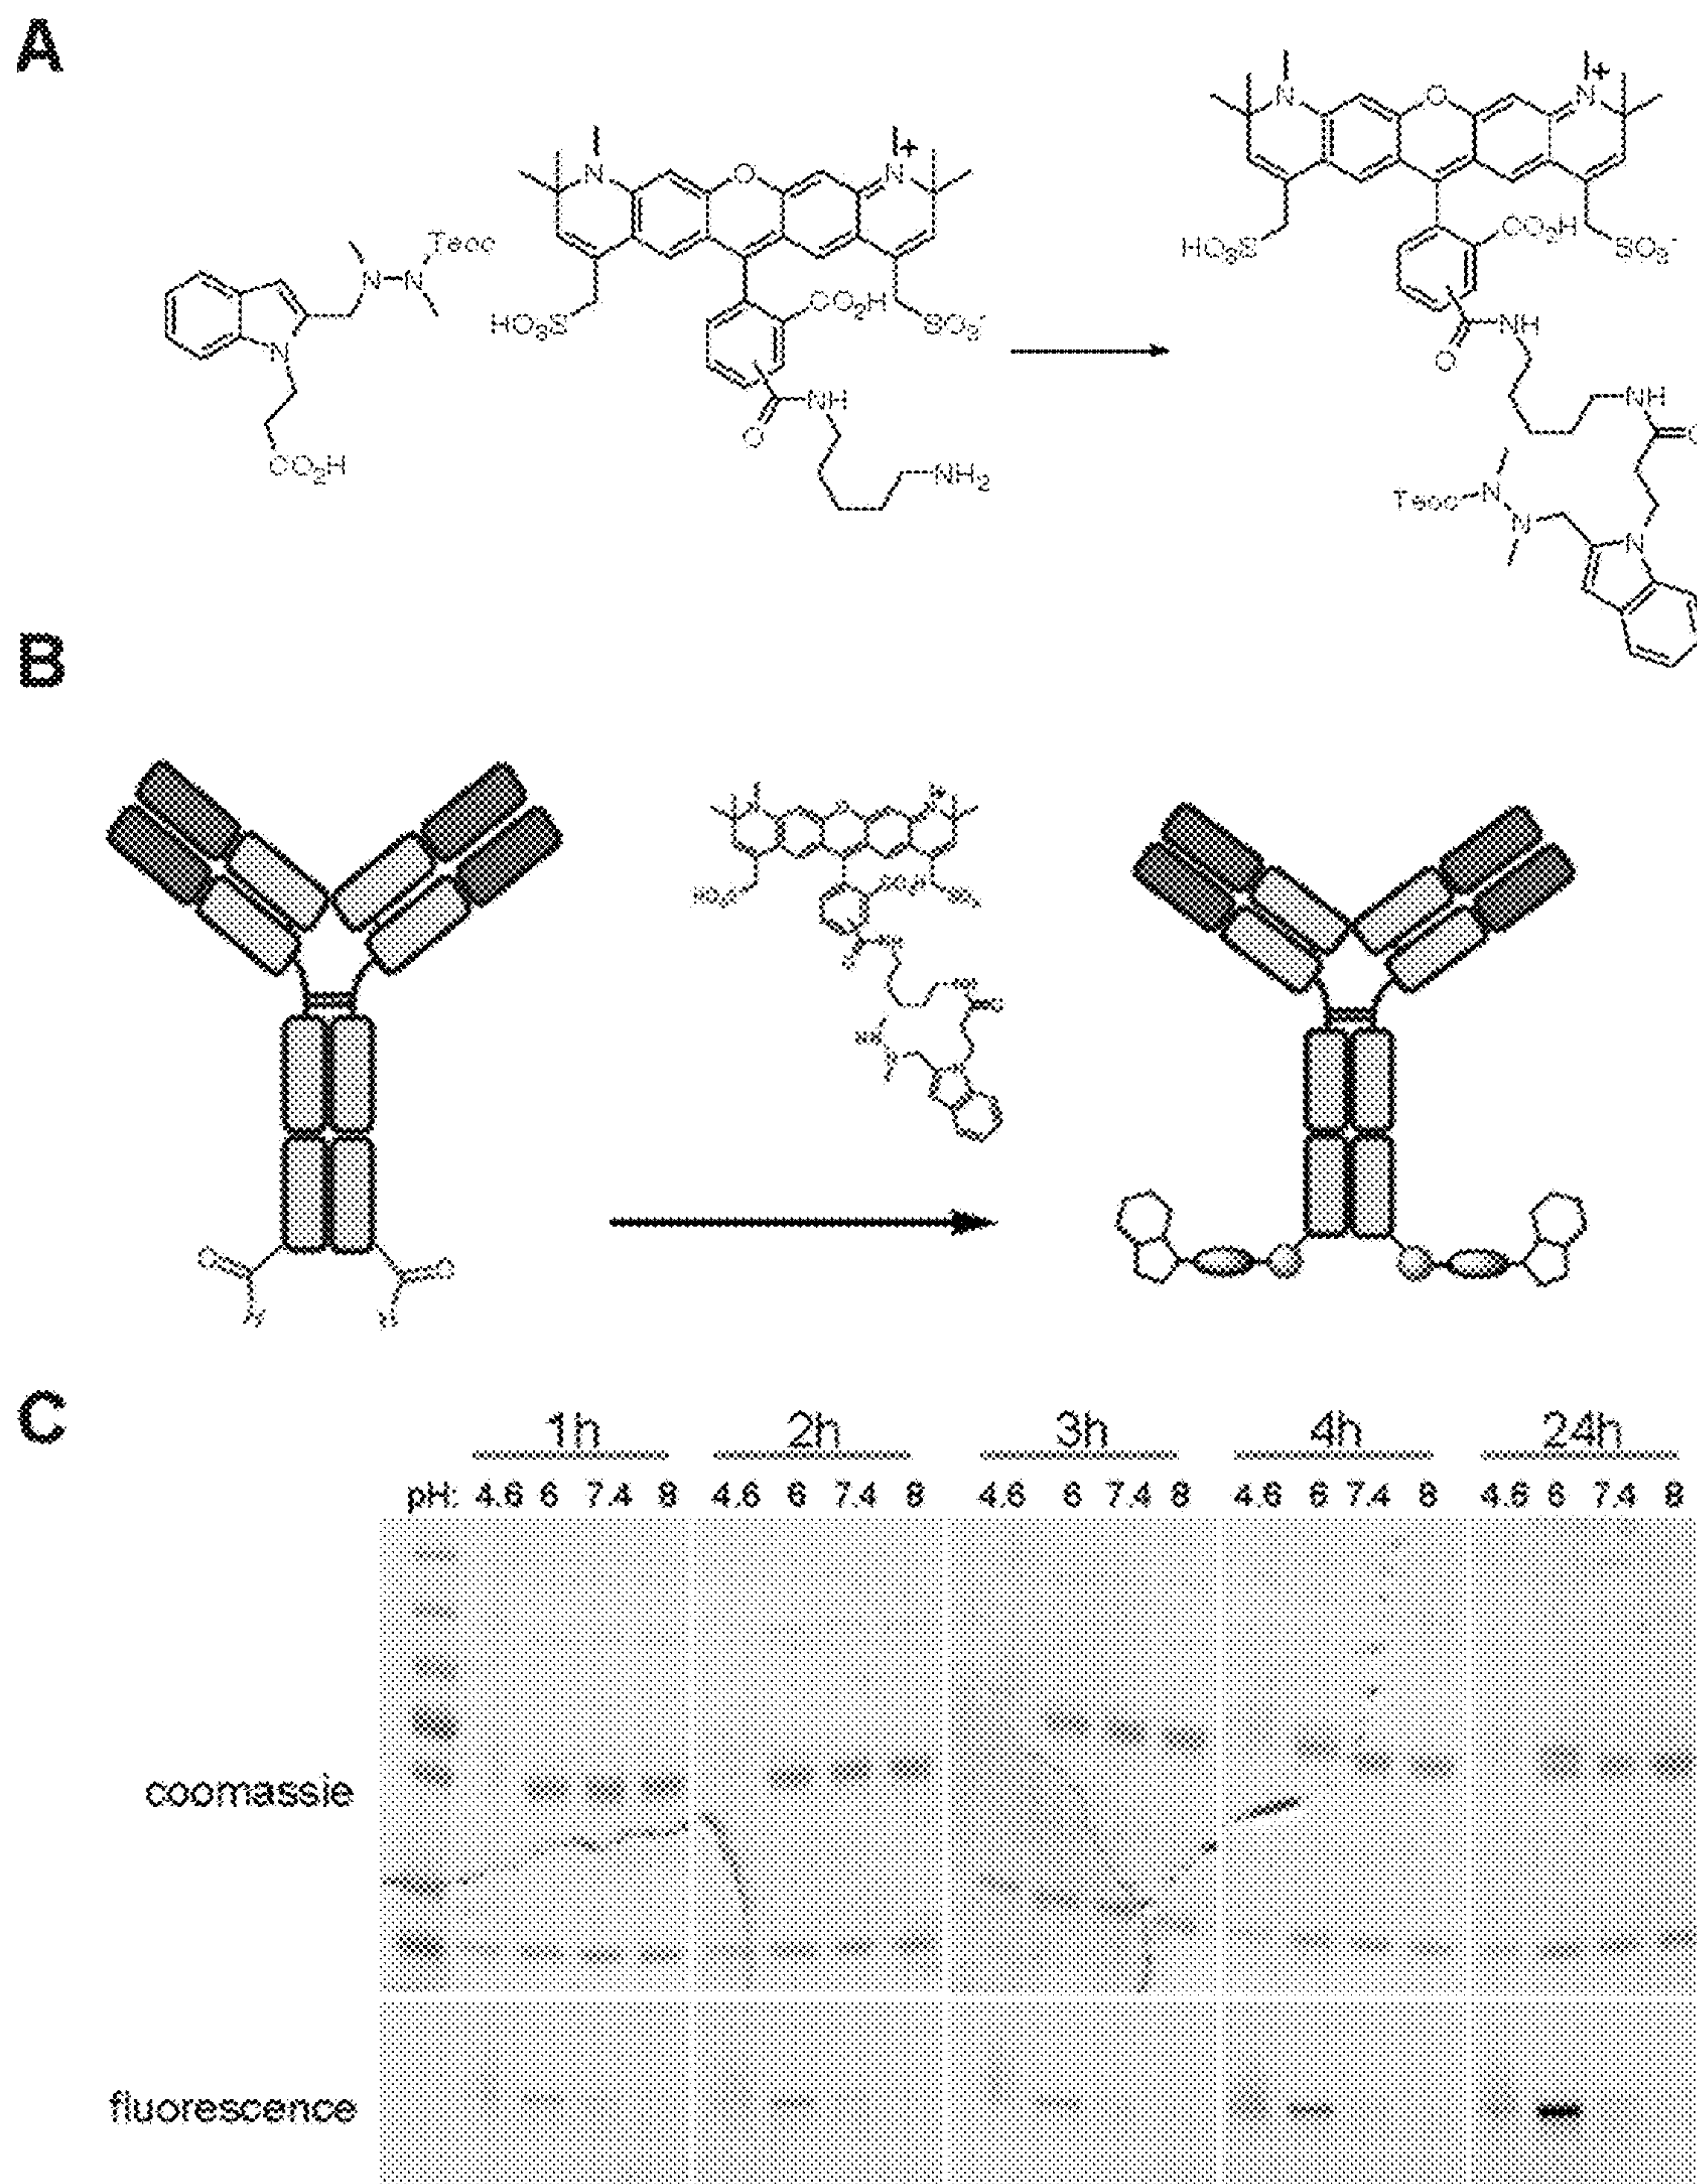 A
N
O
N
+
Teoc
N
N
N
CO2H
HO3S
CO2H
SO3-
O
NH
NH2
N
O
N
+
HO3S
CO2H
SO3-
O
NH
NH
O
Teoc
N
N
N
B
O
H
O
H
C
1h 2h 3h 4h 24h
pH: 4.6 6 7.4 8 4.6 6 7.4 8 4.6 6 7.4 8 4.6 6 7.4 8 4.6 6 7.4 8
coomassie
fluorescence